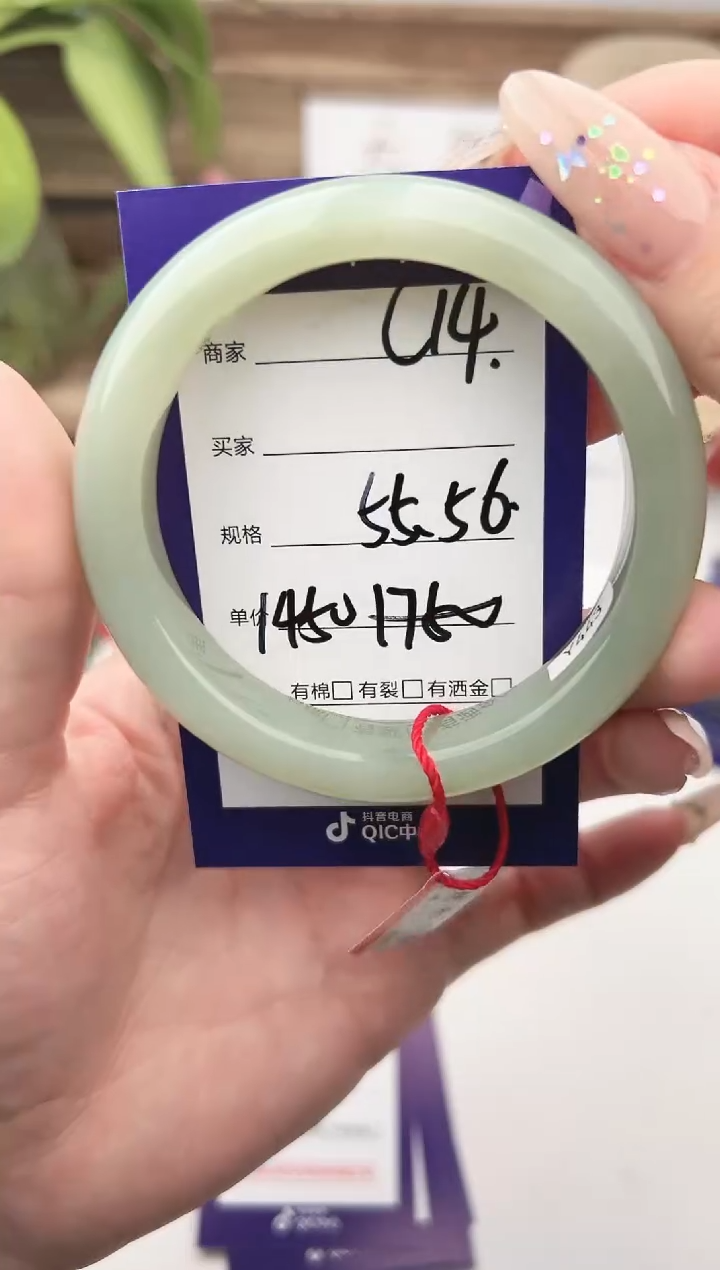 商家 U14.
买家
规格 55.56.
单价 1450 1760
有棉□ 有裂□ 有洒金□
抖音电商
QIC中